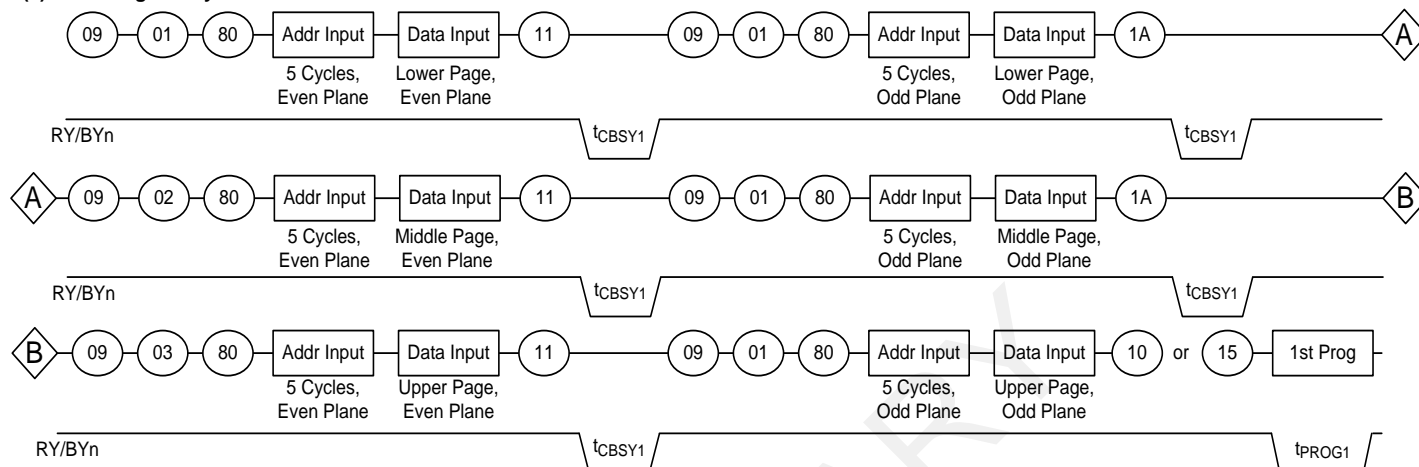 09 01 80 Addr Input Data Input 11 09 01 80 Addr Input Data Input 1A A
5 Cycles, Lower Page, 5 Cycles, Lower Page,
Even Plane Even Plane Odd Plane Odd Plane
RY/BYn tCBSY1 tCBSY1
A 09 02 80 Addr Input Data Input 11 09 01 80 Addr Input Data Input 1A B
5 Cycles, Middle Page, 5 Cycles, Middle Page,
Even Plane Even Plane Odd Plane Odd Plane
RY/BYn tCBSY1 tCBSY1
B 09 03 80 Addr Input Data Input 11 09 01 80 Addr Input Data Input 10 or 15 1st Prog
5 Cycles, Upper Page, 5 Cycles, Upper Page,
Even Plane Even Plane Odd Plane Odd Plane
RY/BYn tCBSY1 tPROG1